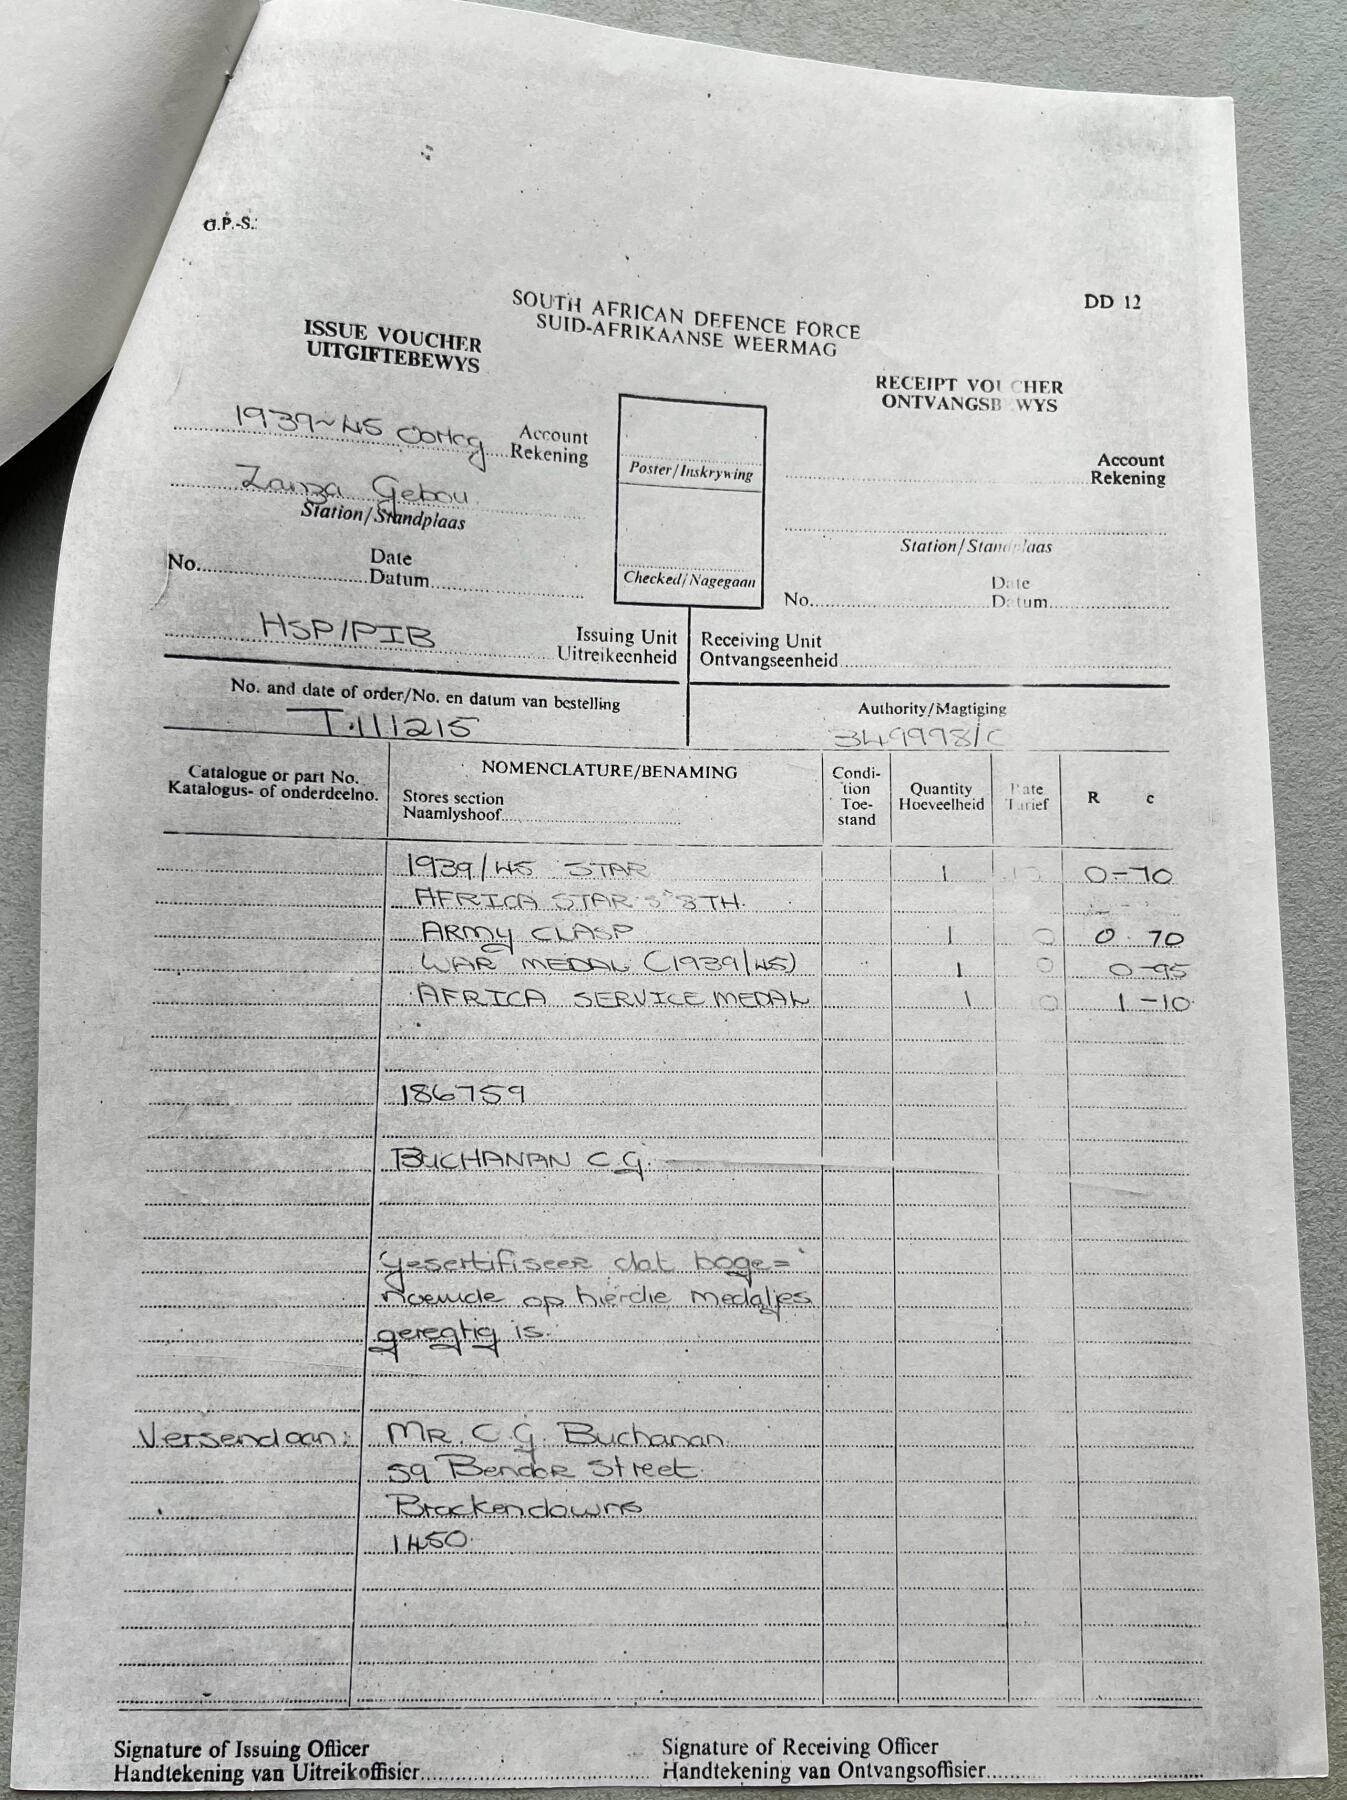 G.P.-S.
DD 12
SOUTH AFRICAN DEFENCE FORCE
SUID-AFRIKAANSE WEERMAG
ISSUE VOUCHER
UITGIFTEBEWYS
RECEIPT VOUCHER
ONTVANGSBEWYS
1939~45 Oorlog Account
Rekening
Zanza Gebou
Station/Standplaas
No. Date
Datum
HSP/PIB Issuing Unit
Uitreikeenheid
Poster/Inskrywing
Checked/Nagegaan
Account
Rekening
Station/Standplaas
No. Date
Datum
Receiving Unit
Ontvangseenheid
No. and date of order/No. en datum van bestelling
T.111215
Authority/Magtiging
349998/C
Catalogue or part No.
Katalogus- of onderdeelno.
NOMENCLATURE/BENAMING
Stores section
Naamlyshoof
Condi-
tion
Toe-
stand
Quantity
Hoeveelheid
Rate
Tarief
R c
1939/45 STAR 1 0-70
AFRICA STAR 8TH.
ARMY CLASP 1 0 70
WAR MEDAL (1939/45) 1 0-95
AFRICA SERVICE MEDAL 1 1-10
186759
BUCHANAN C.G.
Gesertifiseer dat boge=
noemde op hierdie medaljes
geregtig is.
Versend aan: MR. C.G. Buchanan
59 Bendor Street
Brackendowns
1450
Signature of Issuing Officer
Handtekening van Uitreikoffisier
Signature of Receiving Officer
Handtekening van Ontvangsoffisier